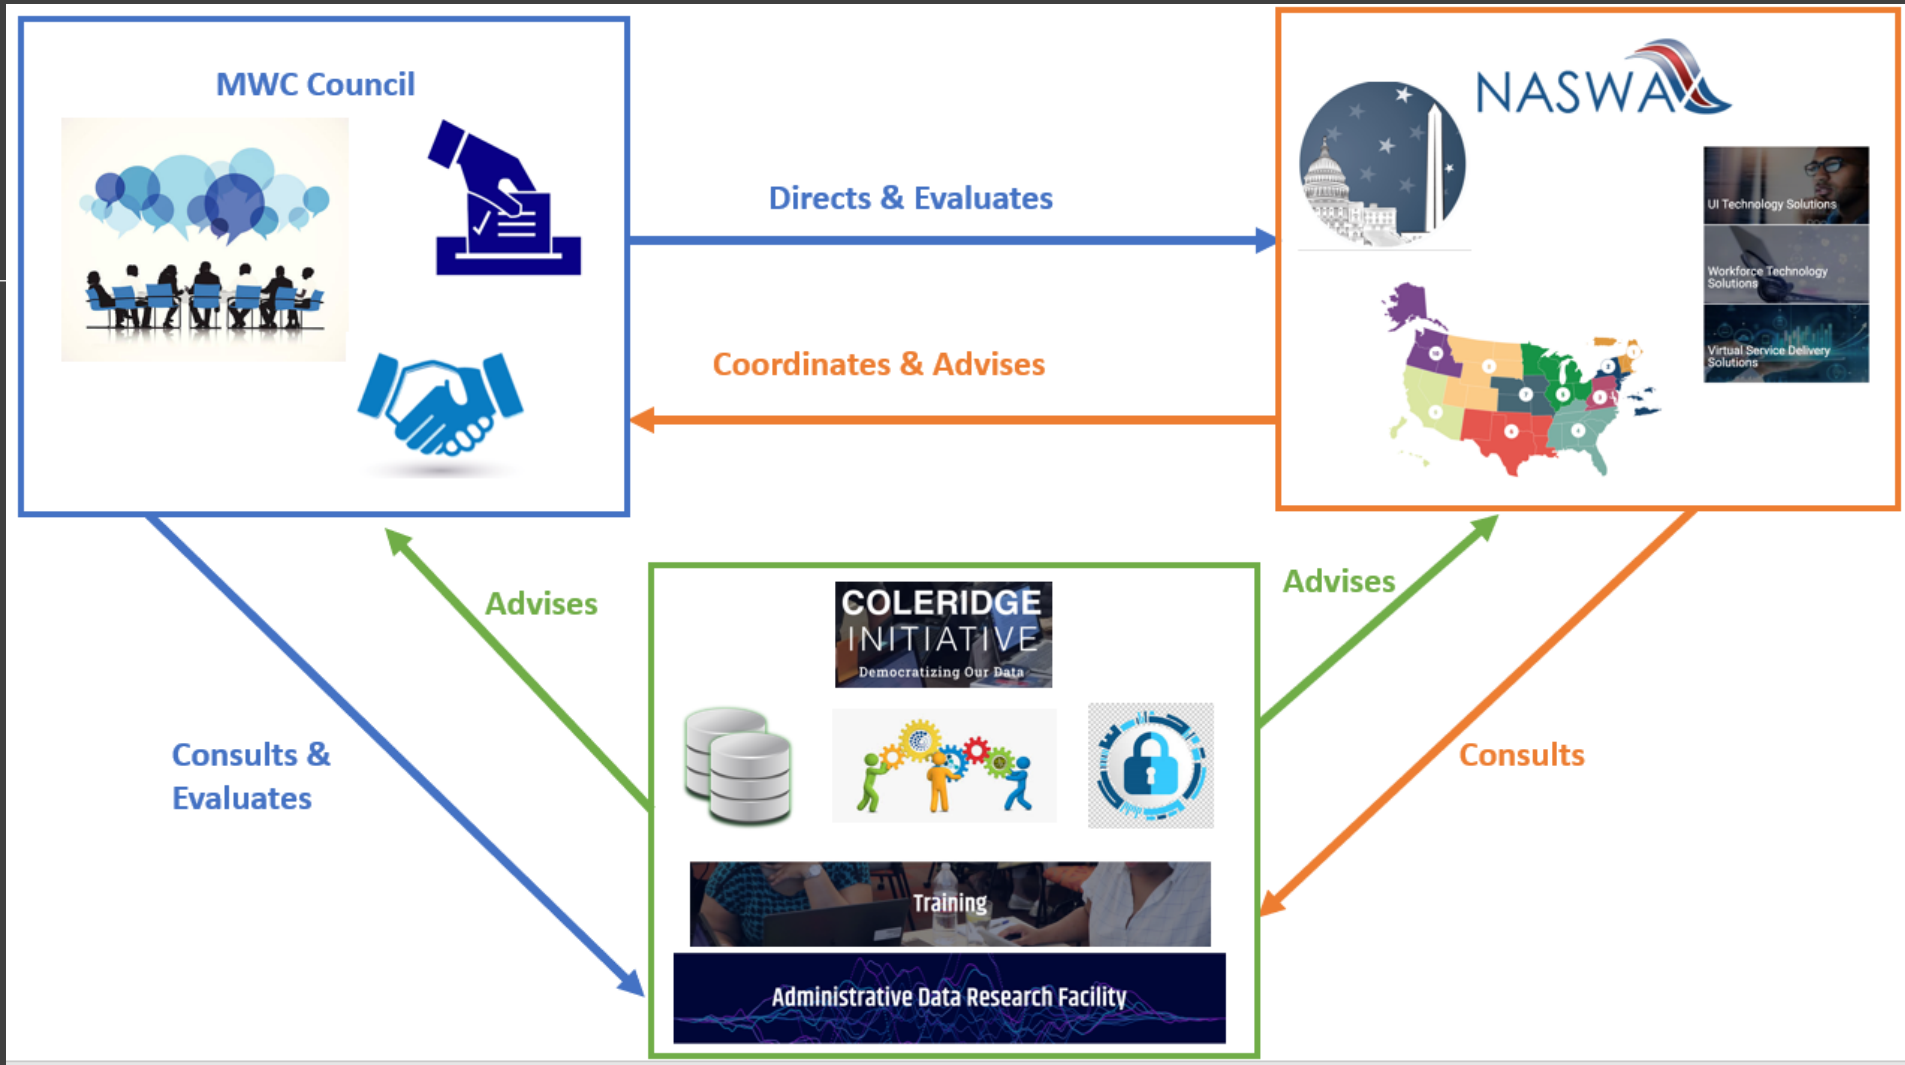 MWC Council
NASWA
Directs & Evaluates
UI Technology Solutions
Workforce Technology
Solutions
Virtual Service Delivery
Solutions
Coordinates & Advises
Advises
Advises
COLERIDGE
INITIATIVE
Democratizing Our Data
Consults &
Evaluates
Consults
Training
Administrative Data Research Facility